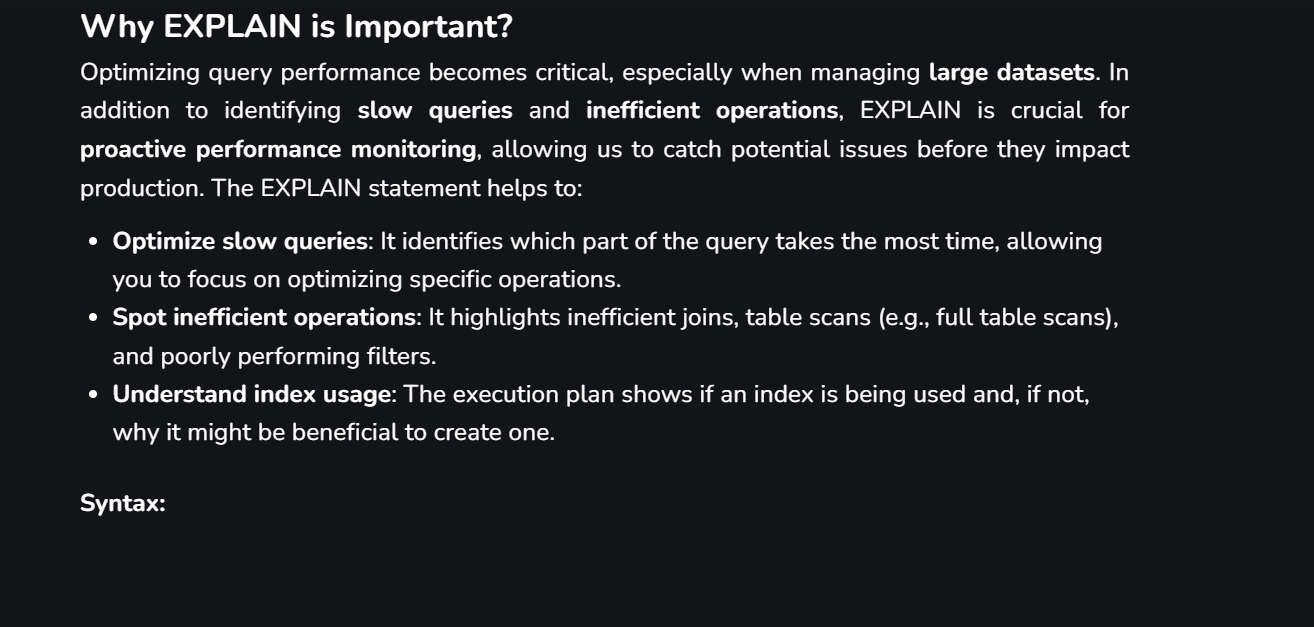 Why EXPLAIN is Important?
Optimizing query performance becomes critical, especially when managing large datasets. In
addition to identifying slow queries and inefficient operations, EXPLAIN is crucial for
proactive performance monitoring, allowing us to catch potential issues before they impact
production. The EXPLAIN statement helps to:
• Optimize slow queries: It identifies which part of the query takes the most time, allowing
you to focus on optimizing specific operations.
• Spot inefficient operations: It highlights inefficient joins, table scans (e.g., full table scans),
and poorly performing filters.
• Understand index usage: The execution plan shows if an index is being used and, if not,
why it might be beneficial to create one.
Syntax: